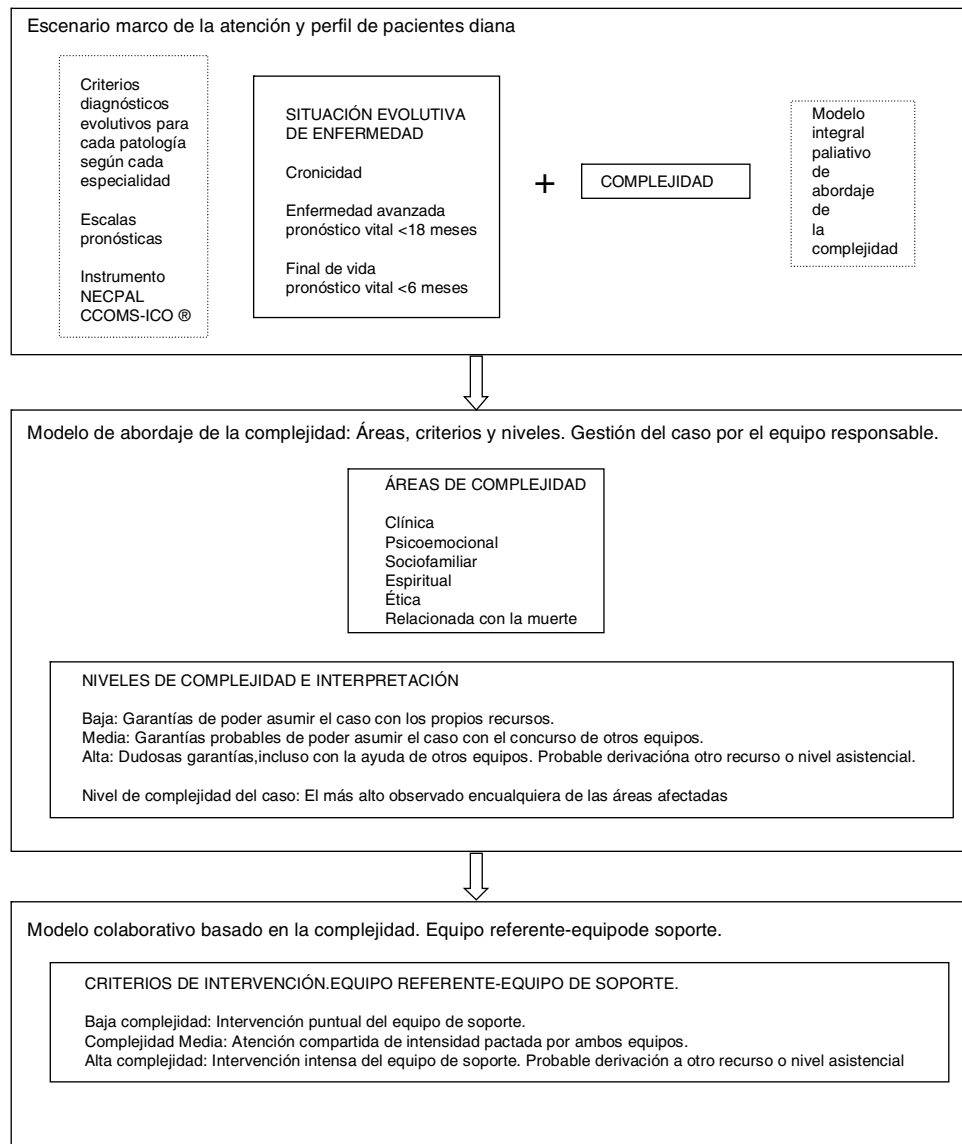 Escenario marco de la atención y perfil de pacientes diana
Criterios
diagnósticos
evolutivos para
cada patología
según cada
especialidad
Escalas
pronósticas
Instrumento
NECPAL
CCOMS-ICO ®
SITUACIÓN EVOLUTIVA
DE ENFERMEDAD
Cronicidad
Enfermedad avanzada
pronóstico vital <18 meses
Final de vida
pronóstico vital <6 meses
+
COMPLEJIDAD
Modelo
integral
paliativo
de
abordaje
de
la
complejidad
Modelo de abordaje de la complejidad: Áreas, criterios y niveles. Gestión del caso por el equipo responsable.
ÁREAS DE COMPLEJIDAD
Clínica
Psicoemocional
Sociofamiliar
Espiritual
Ética
Relacionada con la muerte
NIVELES DE COMPLEJIDAD E INTERPRETACIÓN
Baja: Garantías de poder asumir el caso con los propios recursos.
Media: Garantías probables de poder asumir el caso con el concurso de otros equipos.
Alta: Dudosas garantías,incluso con la ayuda de otros equipos. Probable derivacióna otro recurso o nivel asistencial.
Nivel de complejidad del caso: El más alto observado encualquiera de las áreas afectadas
Modelo colaborativo basado en la complejidad. Equipo referente-equipode soporte.
CRITERIOS DE INTERVENCIÓN.EQUIPO REFERENTE-EQUIPO DE SOPORTE.
Baja complejidad: Intervención puntual del equipo de soporte.
Complejidad Media: Atención compartida de intensidad pactada por ambos equipos.
Alta complejidad: Intervención intensa del equipo de soporte. Probable derivación a otro recurso o nivel asistencial